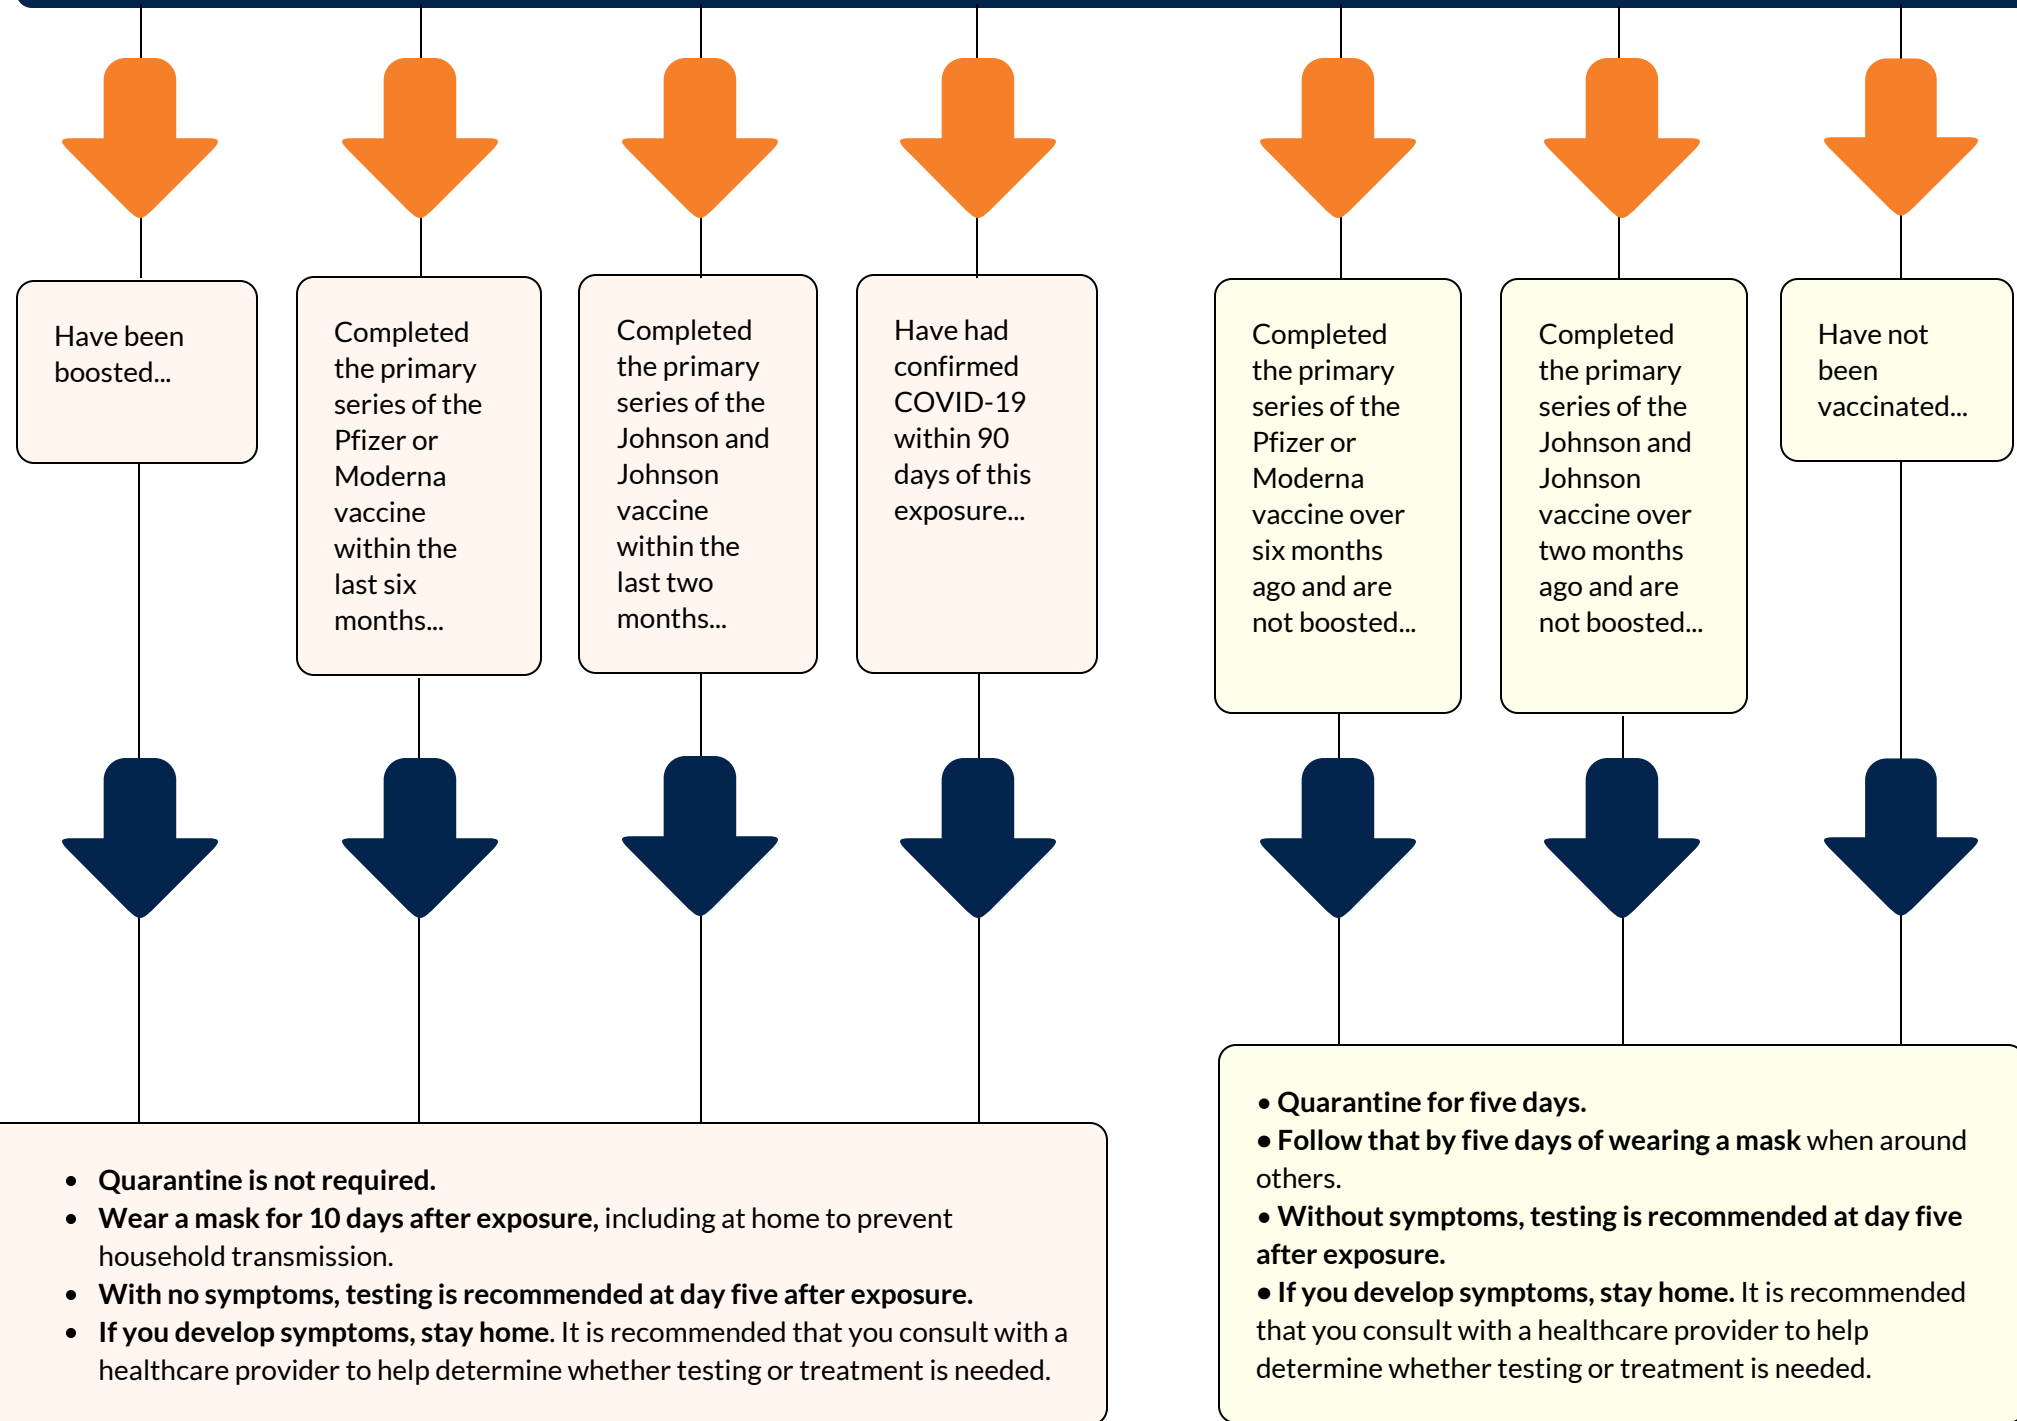 Have been
boosted...
Completed
the primary
series of the
Pfizer or
Moderna
vaccine
within the
last six
months...
Completed
the primary
series of the
Johnson and
Johnson
vaccine
within the
last two
months...
Have had
confirmed
COVID-19
within 90
days of this
exposure...
Completed
the primary
series of the
Pfizer or
Moderna
vaccine over
six months
ago and are
not boosted...
Completed
the primary
series of the
Johnson and
Johnson
vaccine over
two months
ago and are
not boosted...
Have not
been
vaccinated...
• Quarantine is not required.
• Wear a mask for 10 days after exposure, including at home to prevent
household transmission.
• With no symptoms, testing is recommended at day five after exposure.
• If you develop symptoms, stay home. It is recommended that you consult with a
healthcare provider to help determine whether testing or treatment is needed.
• Quarantine for five days.
• Follow that by five days of wearing a mask when around
others.
• Without symptoms, testing is recommended at day five
after exposure.
• If you develop symptoms, stay home. It is recommended
that you consult with a healthcare provider to help
determine whether testing or treatment is needed.